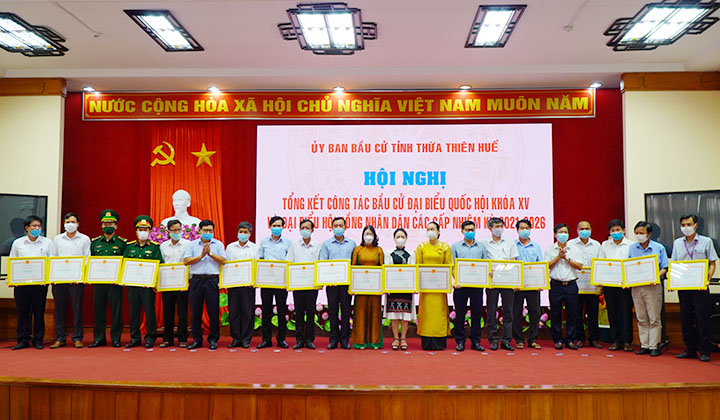 NƯỚC CỘNG HÒA XÃ HỘI CHỦ NGHĨA VIỆT NAM MUÔN NĂM
ỦY BAN BẦU CỬ TỈNH THỪA THIÊN HUẾ
HỘI NGHỊ
TỔNG KẾT CÔNG TÁC BẦU CỬ ĐẠI BIỂU QUỐC HỘI KHÓA XV
ĐẠI BIỂU HỘI ĐỒNG NHÂN DÂN CÁC CẤP NHIỆM 2021-2026